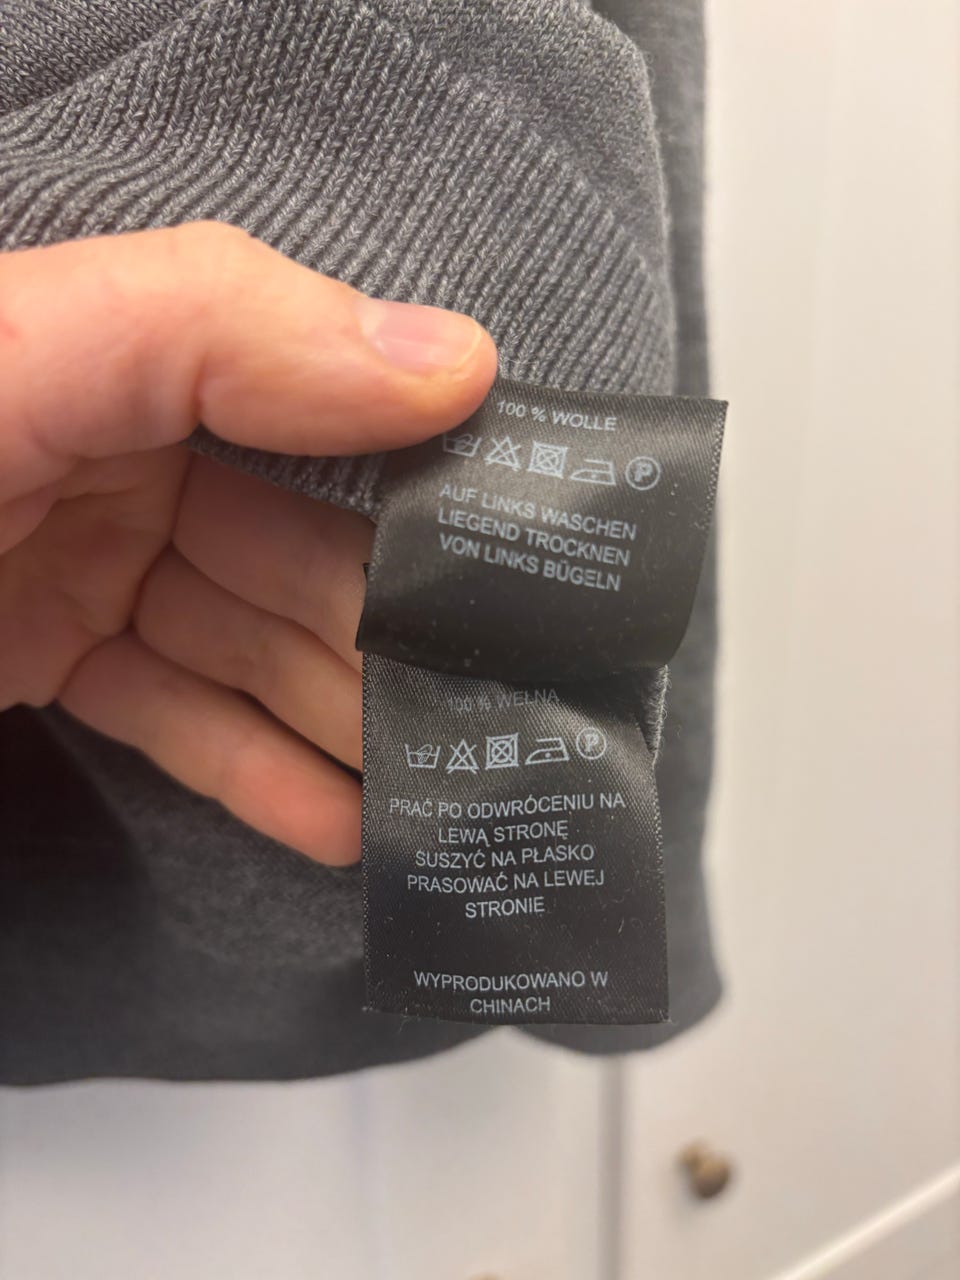 100 % WOLLE
P
AUF LINKS WASCHEN
LIEGEND TROCKNEN
VON LINKS BÜGELN
100 % WEŁNA
P
PRAĆ PO ODWRÓCENIU NA
LEWĄ STRONĘ
SUSZYĆ NA PŁASKO
PRASOWAĆ NA LEWEJ
STRONIE
WYPRODUKOWANO W
CHINACH